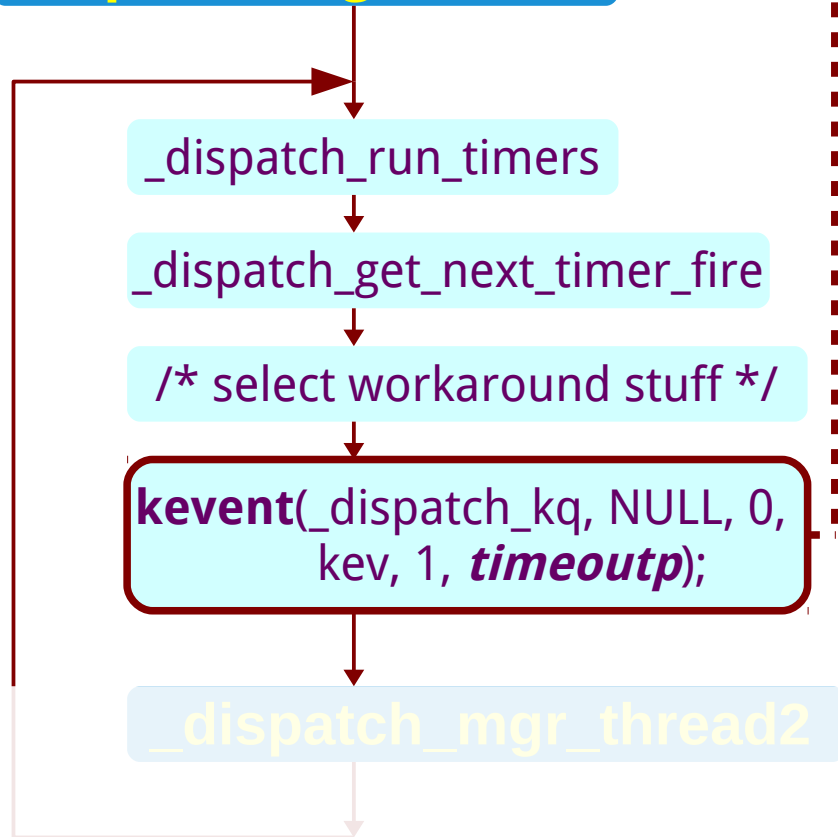 _dispatch_run_timers
_dispatch_get_next_timer_fire
/* select workaround stuff */
kevent(_dispatch_kq, NULL, 0,
kev, 1, timeoutp);
_dispatch_mgr_thread2